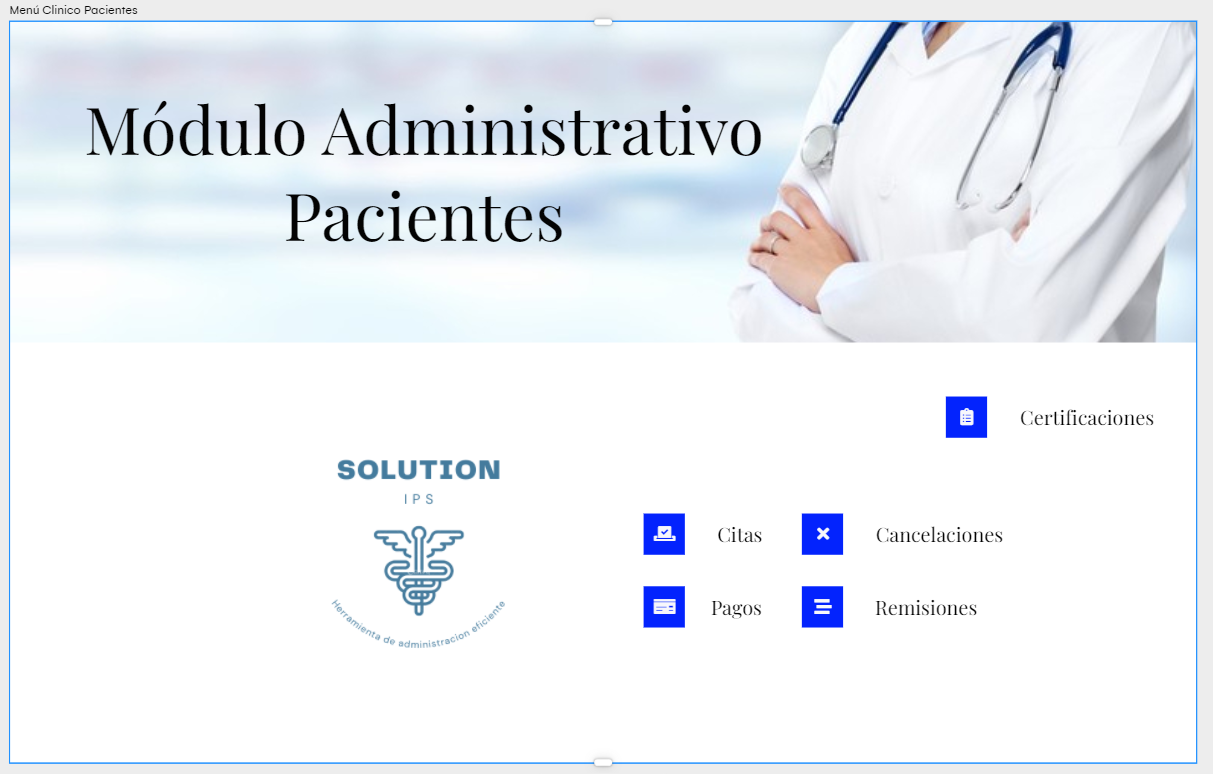 Menú Clinico Pacientes
Módulo Administrativo
Pacientes
Certificaciones
SOLUTION
IPS
Herramienta de administracion eficiente
Citas
Cancelaciones
Pagos
Remisiones